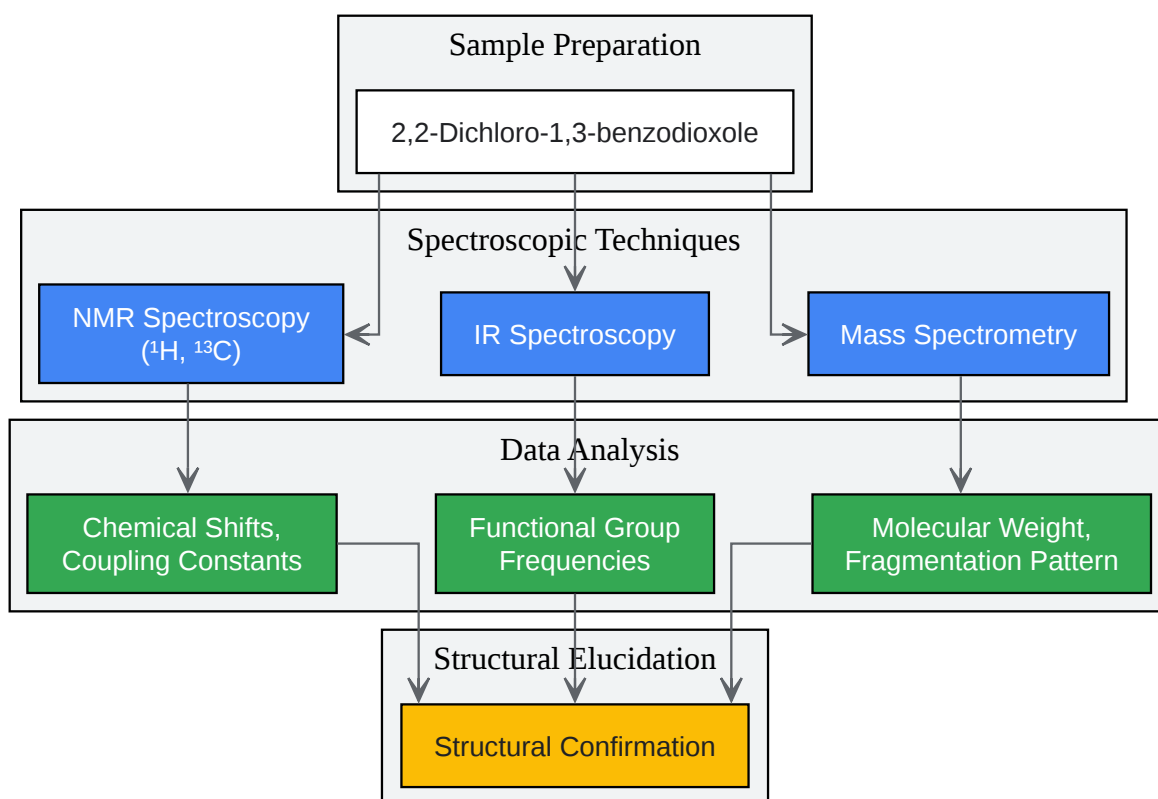 Sample Preparation
2,2-Dichloro-1,3-benzodioxole
Spectroscopic Techniques
NMR Spectroscopy
(¹H, ¹³C)
IR Spectroscopy
Mass Spectrometry
Data Analysis
Chemical Shifts,
Coupling Constants
Functional Group
Frequencies
Molecular Weight,
Fragmentation Pattern
Structural Elucidation
Structural Confirmation